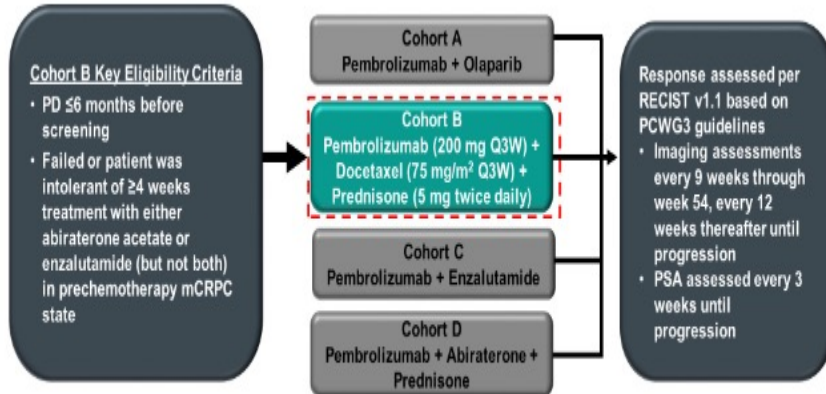 Cohort B Key Eligibility Criteria
• PD ≤6 months before
screening
• Failed or patient was
intolerant of ≥4 weeks
treatment with either
abiraterone acetate or
enzalutamide (but not both)
in prechemotherapy mCRPC
state
Cohort A
Pembrolizumab + Olaparib
Cohort B
Pembrolizumab (200 mg Q3W) +
Docetaxel (75 mg/m² Q3W) +
Prednisone (5 mg twice daily)
Cohort C
Pembrolizumab + Enzalutamide
Cohort D
Pembrolizumab + Abiraterone +
Prednisone
Response assessed per
RECIST v1.1 based on
PCWG3 guidelines
• Imaging assessments
every 9 weeks through
week 54, every 12
weeks thereafter until
progression
• PSA assessed every 3
weeks until
progression